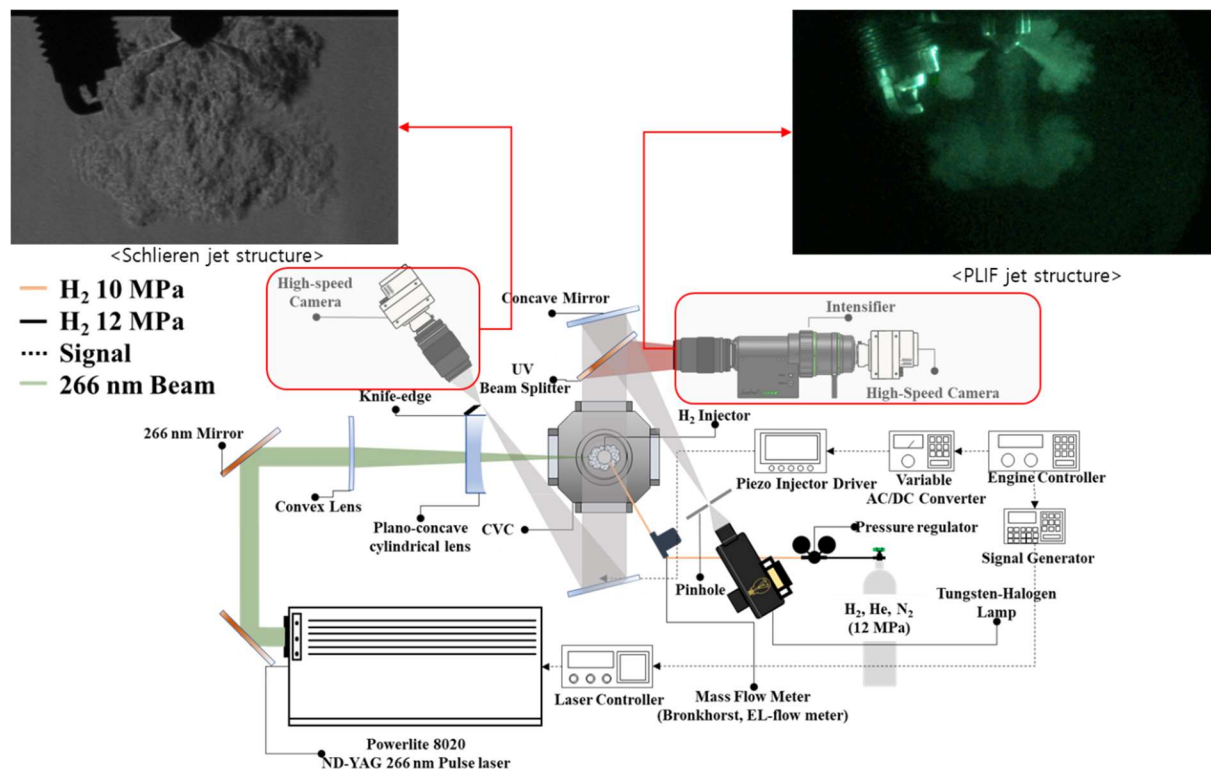 <Schlieren jet structure>
<PLIF jet structure>
H₂ 10 MPa
H₂ 12 MPa
Signal
266 nm Beam
High-speed
Camera
Concave Mirror
Intensifier
UV
Beam Splitter
High-Speed Camera
Knife-edge
H₂ Injector
266 nm Mirror
Convex Lens
Plano-concave
cylindrical lens
CVC
Piezo Injector Driver
Variable
AC/DC Converter
Engine Controller
Pressure regulator
Signal Generator
Pinhole
H₂, He, N₂
(12 MPa)
Tungsten-Halogen
Lamp
Laser Controller
Mass Flow Meter
(Bronkhorst, EL-flow meter)
Powerlite 8020
ND-YAG 266 nm Pulse laser